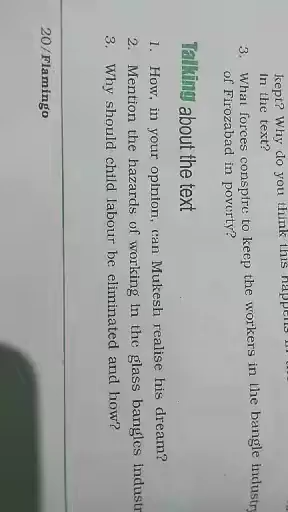 kept? Why do you think this happens in
in the text?
3. What forces conspire to keep the workers in the bangle industry
of Firozabad in poverty?
Talking about the text
1. How, in your opinion, can Mukesh realise his dream?
2. Mention the hazards of working in the glass bangles industr
3. Why should child labour be eliminated and how?
20/Flamingo